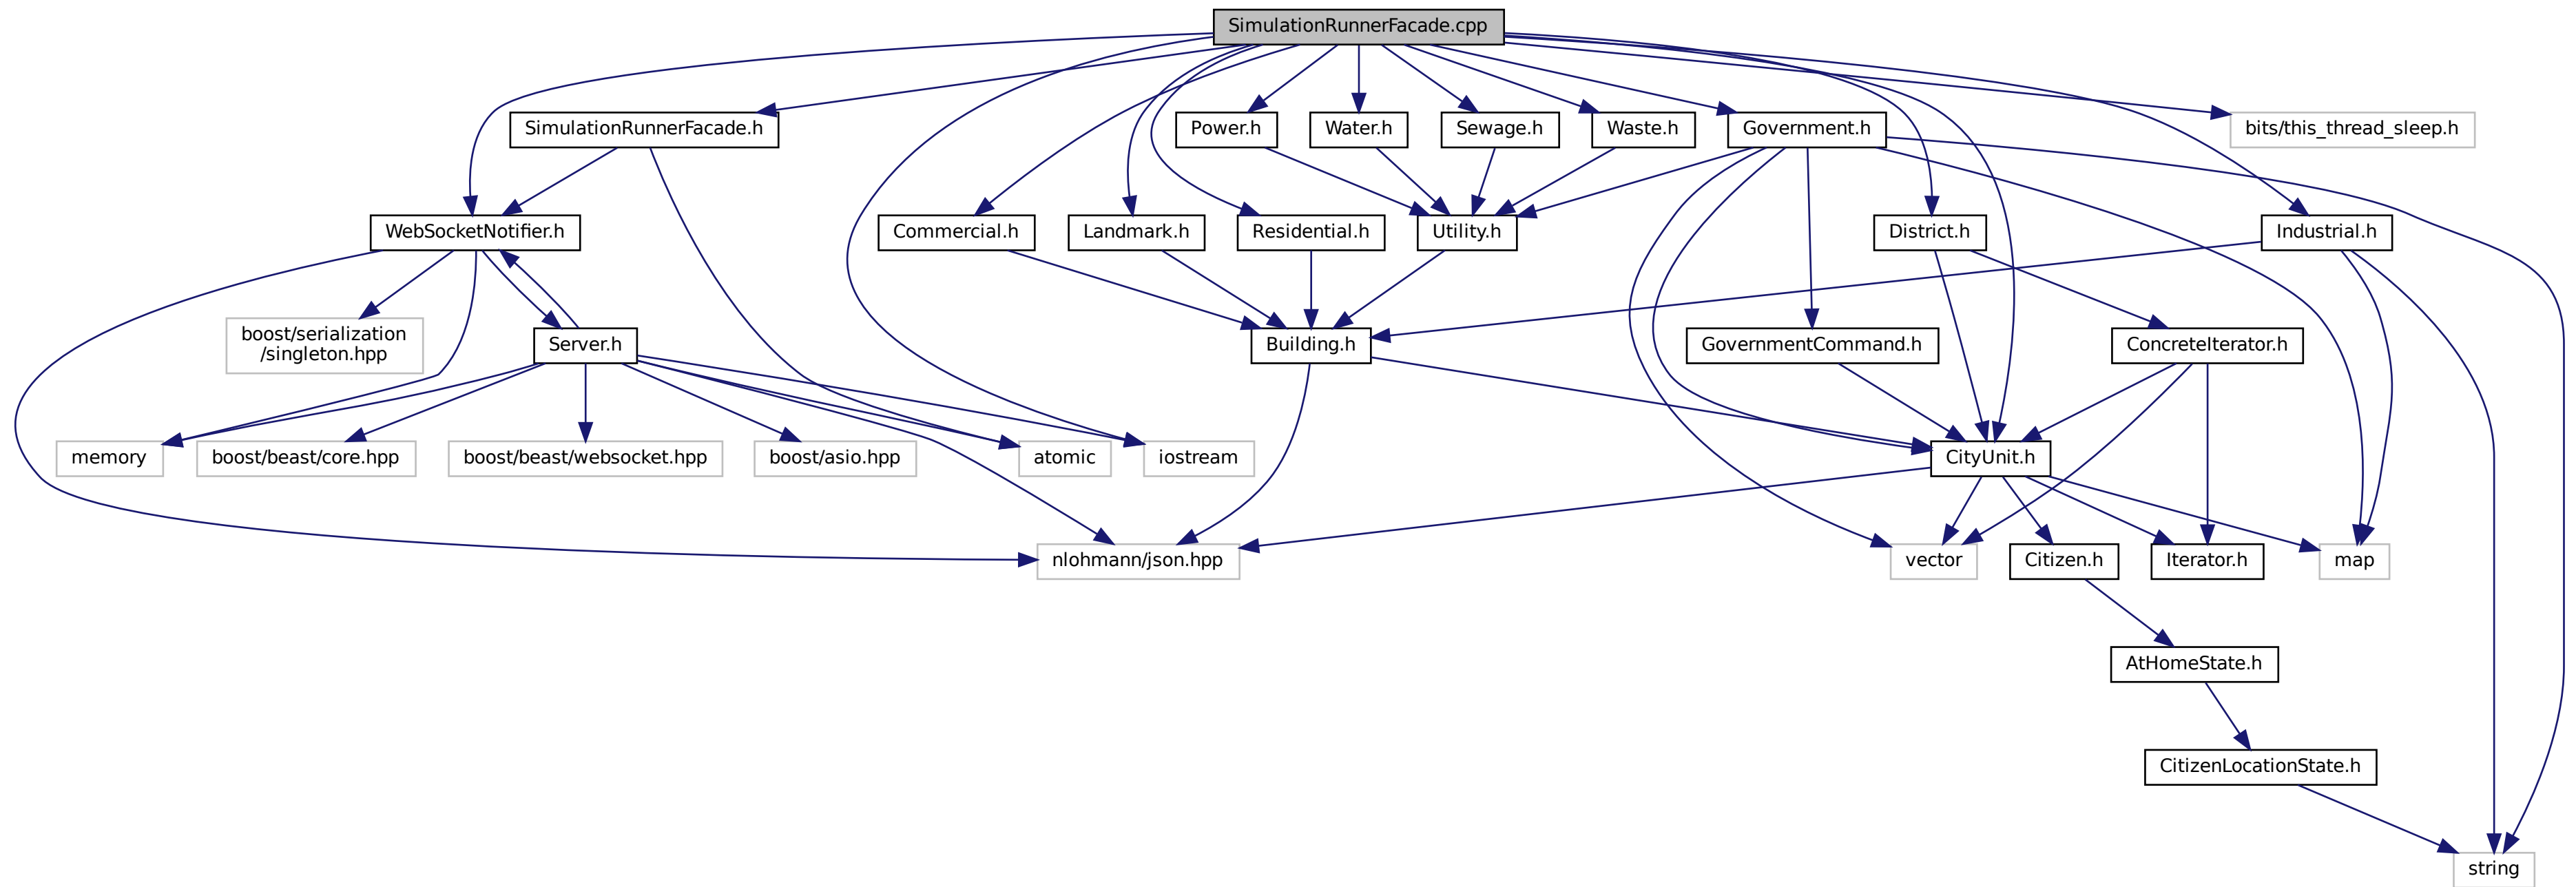 SimulationRunnerFacade.cpp
SimulationRunnerFacade.h
Power.h
Water.h
Sewage.h
Waste.h
Government.h
bits/this_thread_sleep.h
WebSocketNotifier.h
Commercial.h
Landmark.h
Residential.h
Utility.h
District.h
Industrial.h
boost/serialization
/singleton.hpp
Server.h
Building.h
GovernmentCommand.h
ConcreteIterator.h
memory
boost/beast/core.hpp
boost/beast/websocket.hpp
boost/asio.hpp
atomic
iostream
CityUnit.h
nlohmann/json.hpp
vector
Citizen.h
Iterator.h
map
AtHomeState.h
CitizenLocationState.h
string